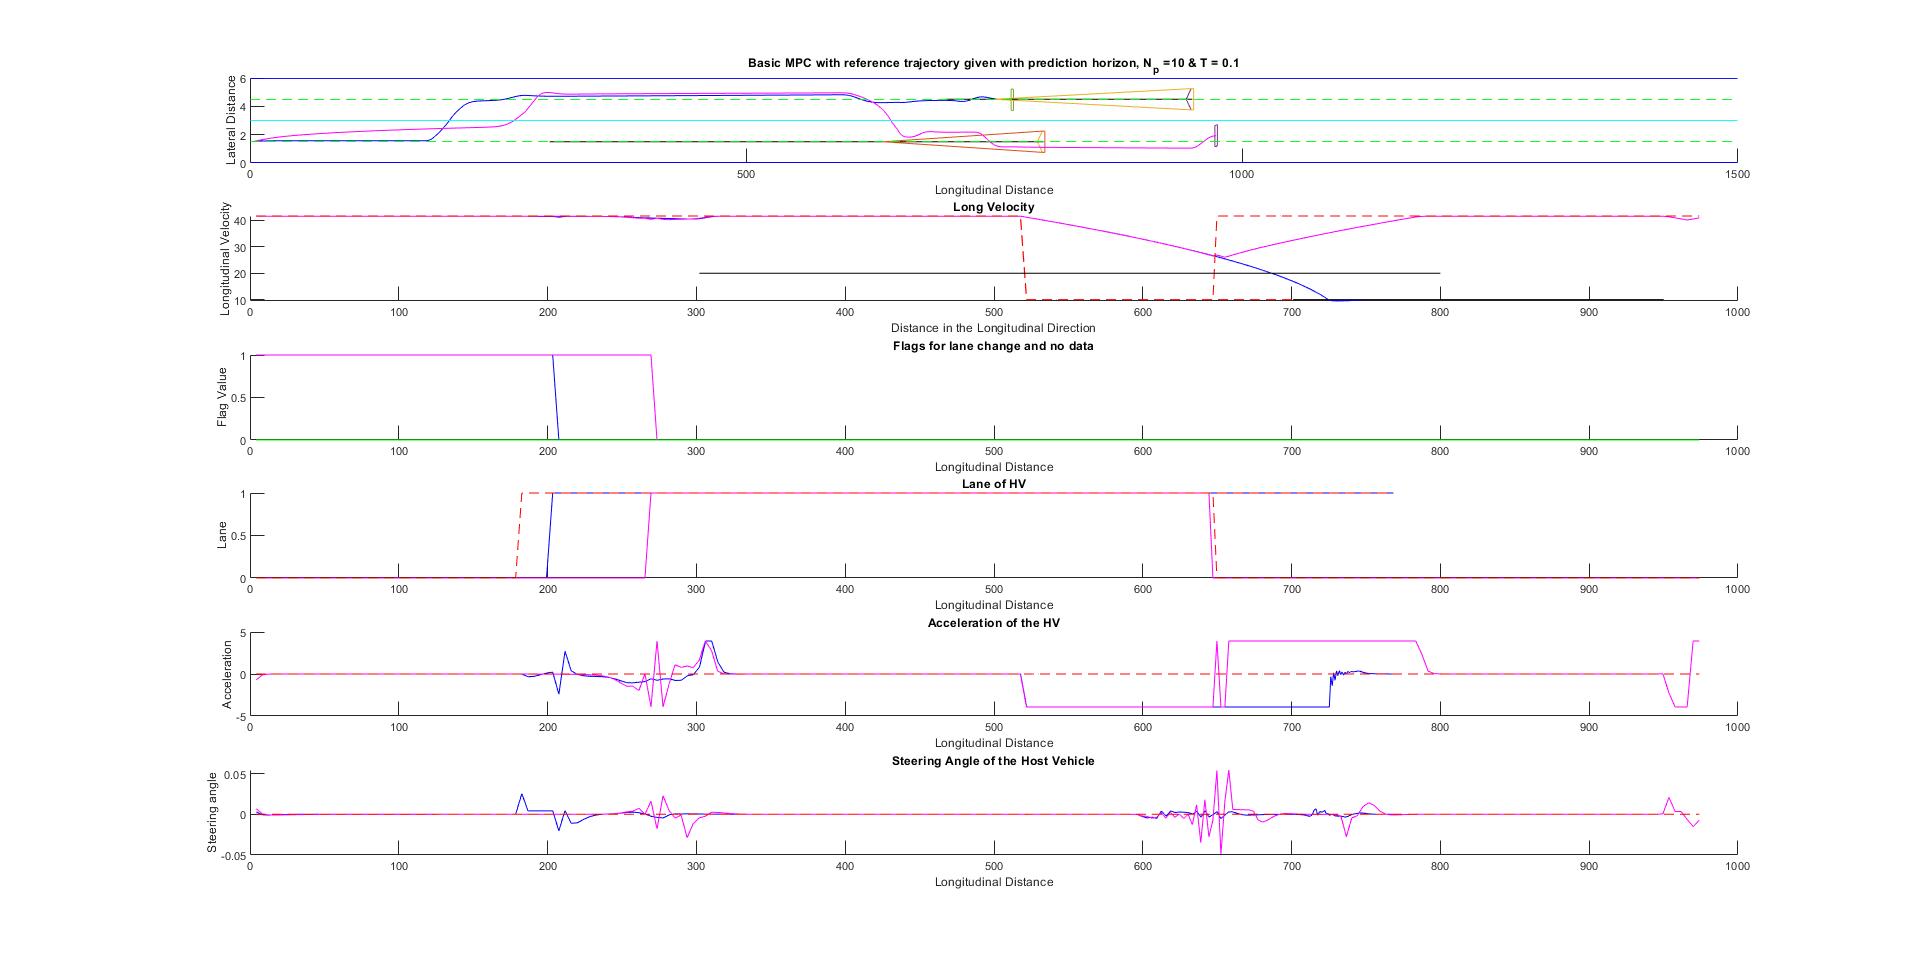 Basic MPC with reference trajectory given with prediction horizon, Np =10 & T = 0.1
Lateral Distance
6
4
2
0
0 500 1000 1500
Longitudinal Distance
Long Velocity
Longitudinal Velocity
40
30
20
10
0 100 200 300 400 500 600 700 800 900 1000
Distance in the Longitudinal Direction
Flags for lane change and no data
Flag Value
1
0.5
0
0 100 200 300 400 500 600 700 800 900 1000
Longitudinal Distance
Lane of HV
Lane
1
0.5
0
0 100 200 300 400 500 600 700 800 900 1000
Longitudinal Distance
Acceleration of the HV
Acceleration
5
0
-5
0 100 200 300 400 500 600 700 800 900 1000
Longitudinal Distance
Steering Angle of the Host Vehicle
Steering angle
0.05
0
-0.05
0 100 200 300 400 500 600 700 800 900 1000
Longitudinal Distance